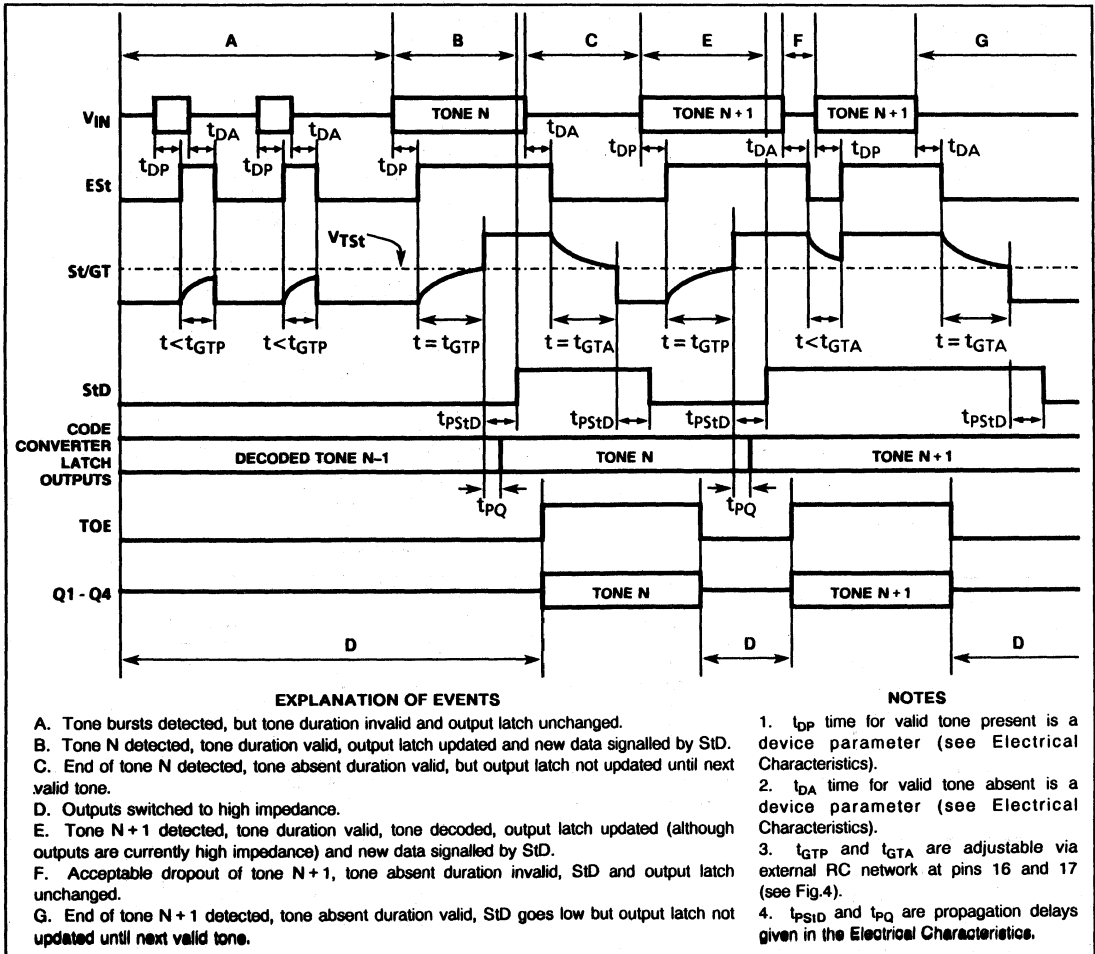 A B C E F G
VIN TONE N TONE N + 1 TONE N + 1
tDA tDA tDA
tDP tDP tDP tDP tDA tDP tDA
ESt
VTSt
St/GT
t<tGTP t<tGTP t = tGTP t = tGTA t = tGTP t<tGTA t = tGTA
StD
tPStD tPStD tPStD tPStD
CODE
CONVERTER
LATCH
OUTPUTS
DECODED TONE N–1 TONE N TONE N + 1
tPQ tPQ
TOE
Q1 - Q4 TONE N TONE N + 1
D D D
EXPLANATION OF EVENTS
A. Tone bursts detected, but tone duration invalid and output latch unchanged.
B. Tone N detected, tone duration valid, output latch updated and new data signalled by StD.
C. End of tone N detected, tone absent duration valid, but output latch not updated until next
valid tone.
D. Outputs switched to high impedance.
E. Tone N + 1 detected, tone duration valid, tone decoded, output latch updated (although
outputs are currently high impedance) and new data signalled by StD.
F. Acceptable dropout of tone N + 1, tone absent duration invalid, StD and output latch
unchanged.
G. End of tone N + 1 detected, tone absent duration valid, StD goes low but output latch not
updated until next valid tone.
NOTES
1. tDP time for valid tone present is a
device parameter (see Electrical
Characteristics).
2. tDA time for valid tone absent is a
device parameter (see Electrical
Characteristics).
3. tGTP and tGTA are adjustable via
external RC network at pins 16 and 17
(see Fig.4).
4. tPStD and tPQ are propagation delays
given in the Electrical Characteristics.